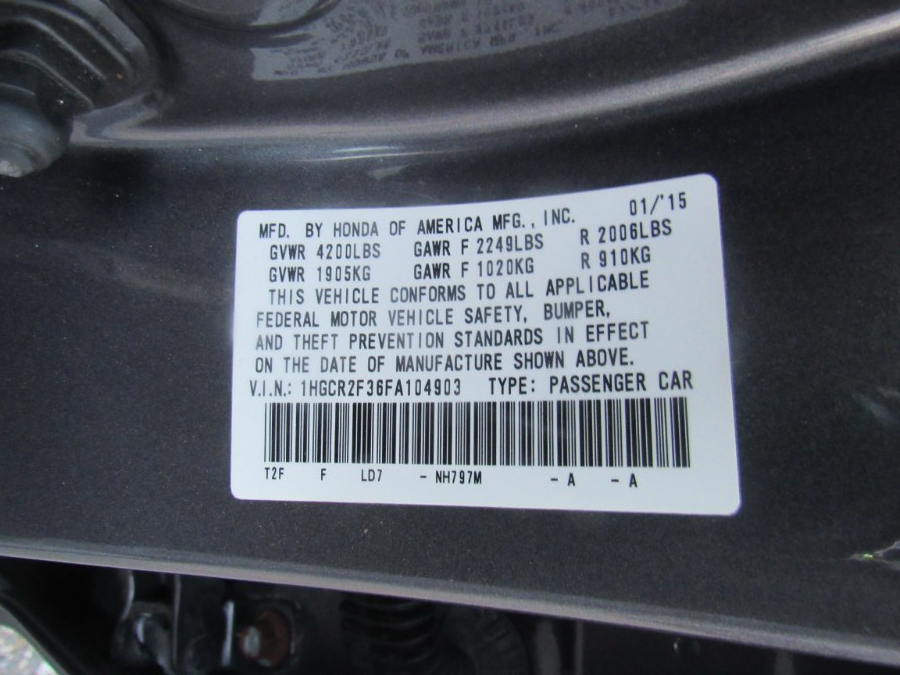 MFD. BY HONDA OF AMERICA MFG., INC. 01/'15
GVWR 4200LBS GAWR F 2249LBS R 2006LBS
GVWR 1905KG GAWR F 1020KG R 910KG
THIS VEHICLE CONFORMS TO ALL APPLICABLE
FEDERAL MOTOR VEHICLE SAFETY, BUMPER,
AND THEFT PREVENTION STANDARDS IN EFFECT
ON THE DATE OF MANUFACTURE SHOWN ABOVE.
V.I.N.: 1HGCR2F36FA104903 TYPE: PASSENGER CAR
T2F F LD7 - NH797M - A - A